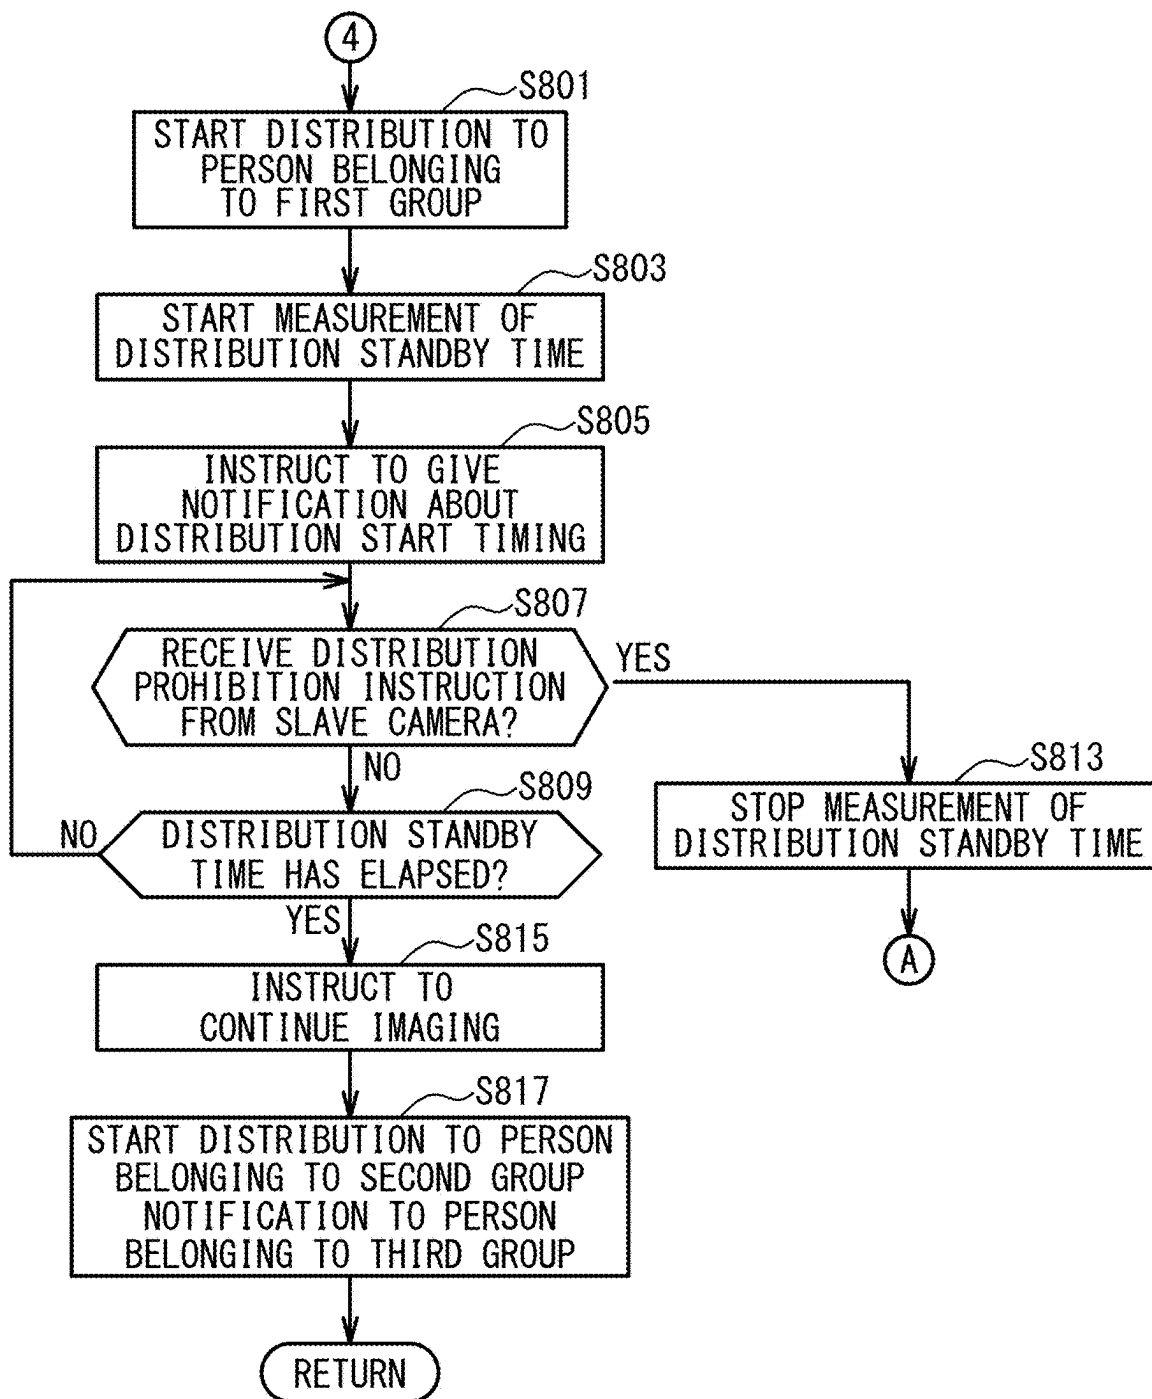 4
S801
START DISTRIBUTION TO
PERSON BELONGING
TO FIRST GROUP
S803
START MEASUREMENT OF
DISTRIBUTION STANDBY TIME
S805
INSTRUCT TO GIVE
NOTIFICATION ABOUT
DISTRIBUTION START TIMING
S807
RECEIVE DISTRIBUTION
PROHIBITION INSTRUCTION
FROM SLAVE CAMERA?
YES
NO
S809
DISTRIBUTION STANDBY
TIME HAS ELAPSED?
NO
YES
S813
STOP MEASUREMENT OF
DISTRIBUTION STANDBY TIME
A
S815
INSTRUCT TO
CONTINUE IMAGING
S817
START DISTRIBUTION TO PERSON
BELONGING TO SECOND GROUP
NOTIFICATION TO PERSON
BELONGING TO THIRD GROUP
RETURN